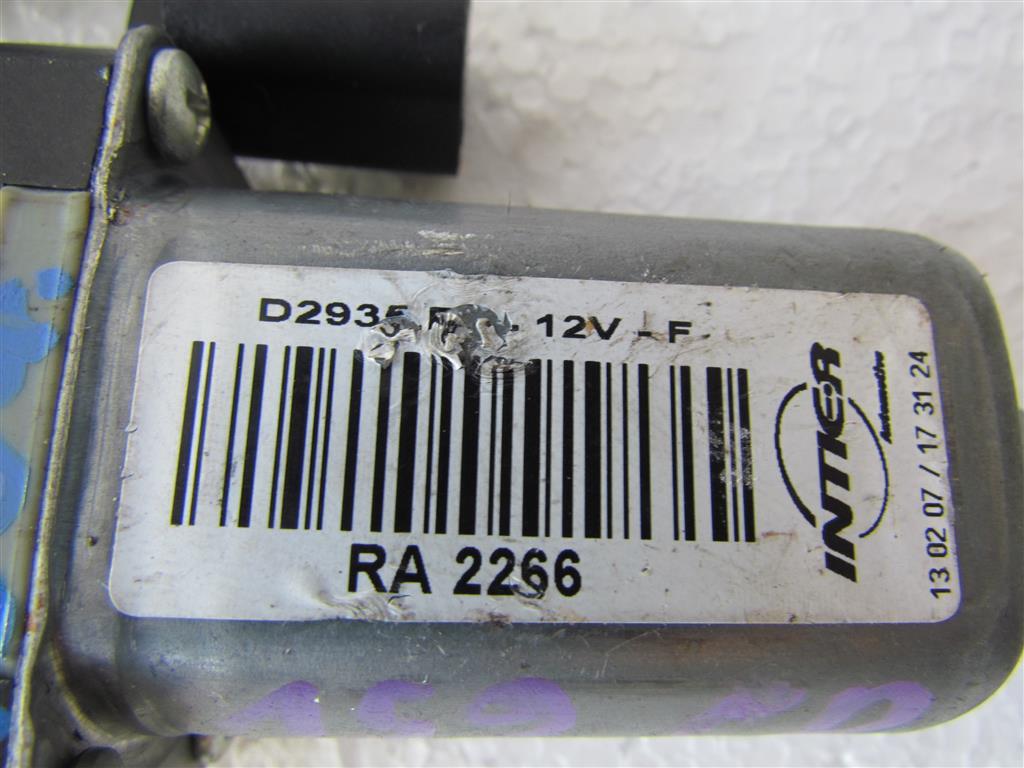 D2935 - 12V - F
RA 2266
INTIER
Automotive
13 02 07 / 17 31 24